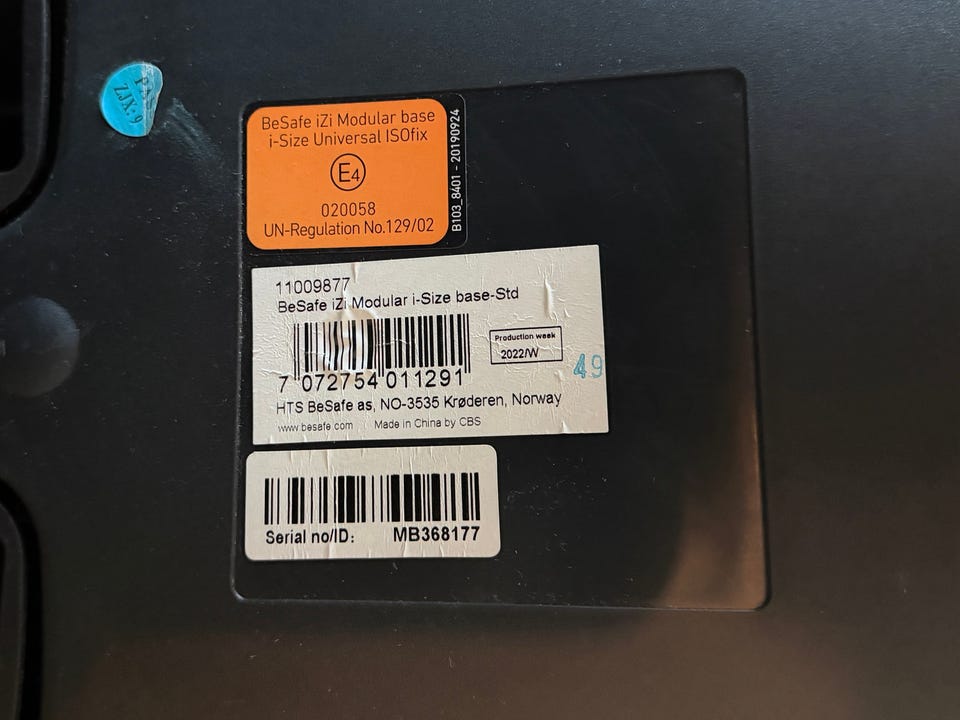 ZJX:9
BeSafe iZi Modular base
i-Size Universal ISOfix
E4
020058
UN-Regulation No.129/02
B103_8401 - 20190924
11009877
BeSafe iZi Modular i-Size base-Std
Production week
2022/W
49
7 072754 011291
HTS BeSafe as, NO-3535 Krøderen, Norway
www.besafe.com Made in China by CBS
Serial no/ID: MB368177